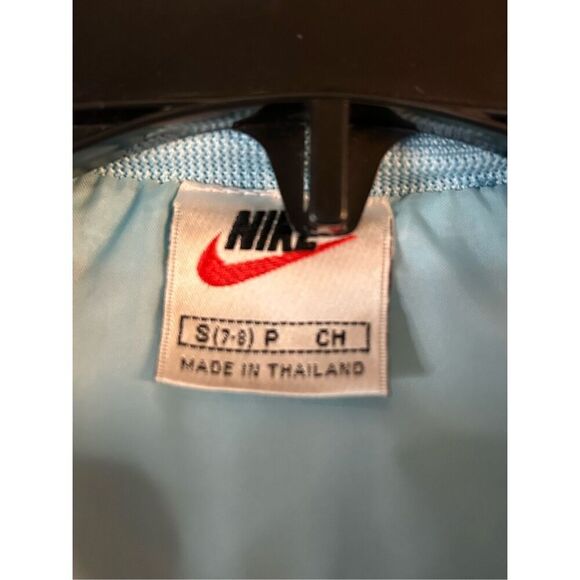 NIKE
S(7-8) P CH
MADE IN THAILAND